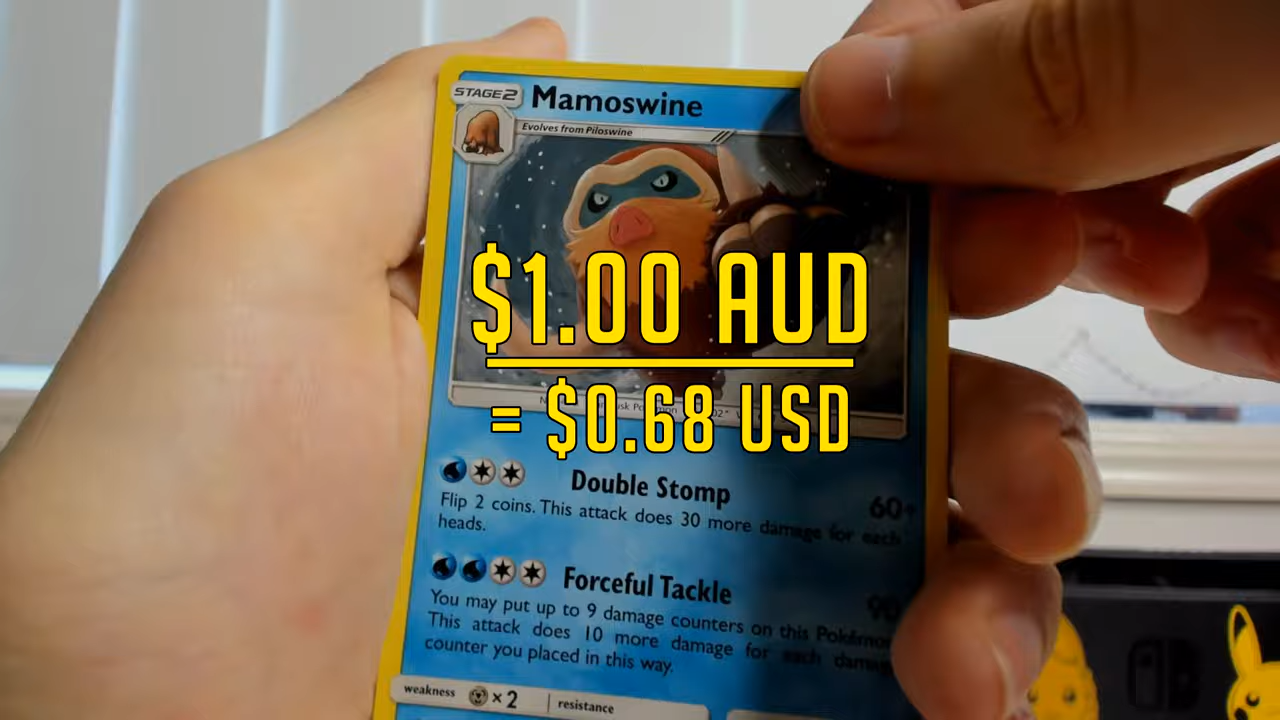 STAGE2 Mamoswine
Evolves from Piloswine
$1.00 AUD
= $0.68 USD
Double Stomp 60+
Flip 2 coins. This attack does 30 more damage for each
heads.
Forceful Tackle 90
You may put up to 9 damage counters on this Pokémon.
This attack does 10 more damage for each damage
counter you placed in this way.
weakness ×2 resistance